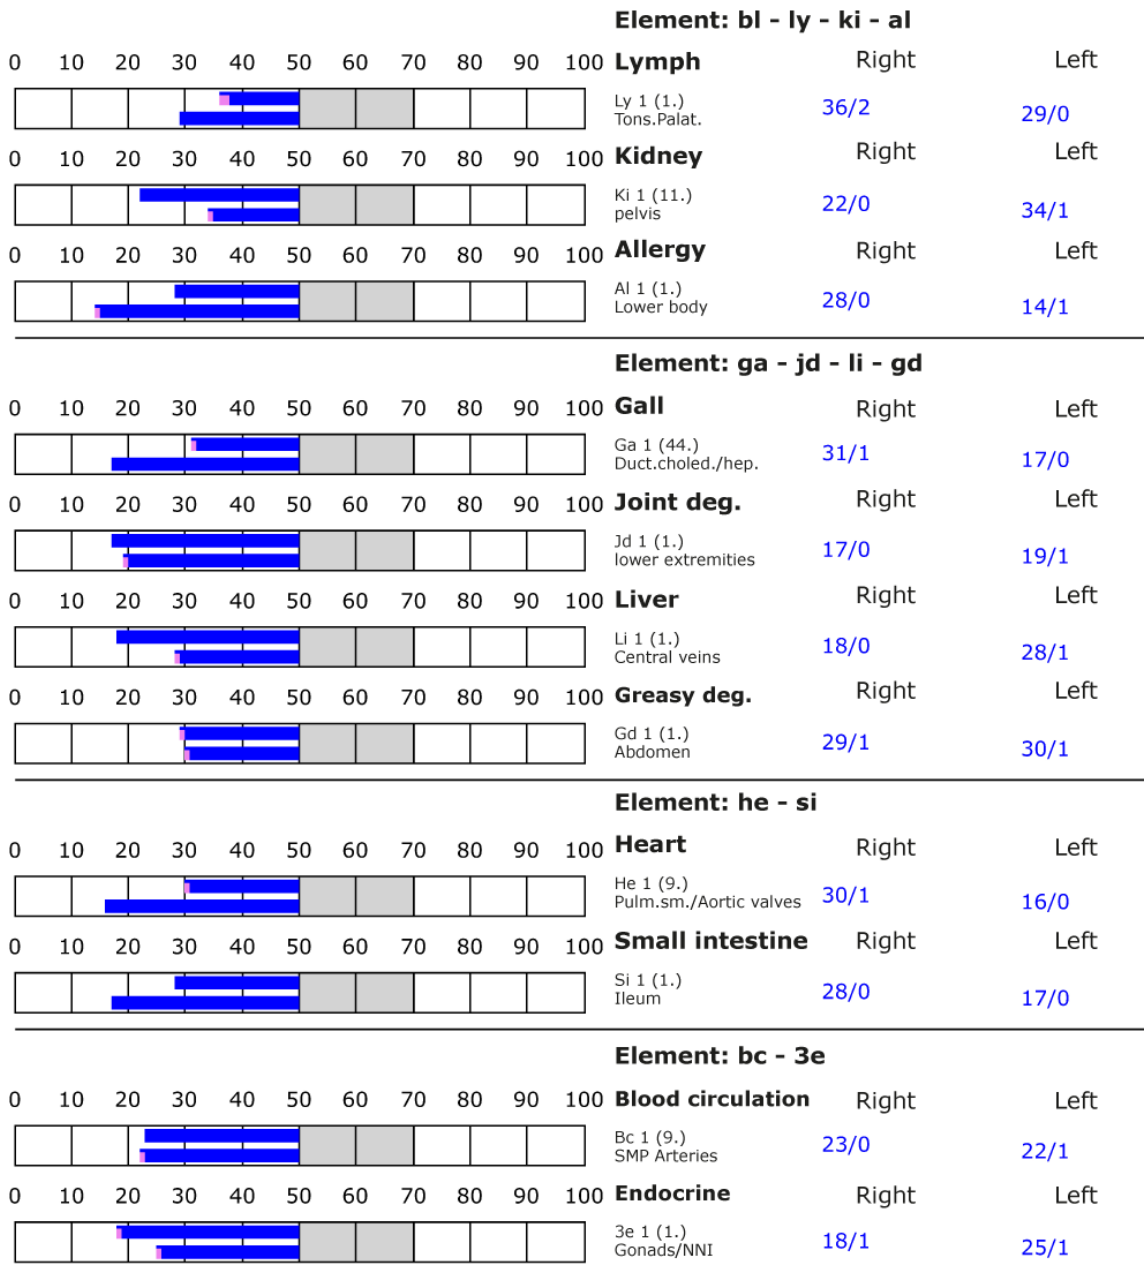 Element: bl - ly - ki - al
0 10 20 30 40 50 60 70 80 90 100 Lymph Right Left
Ly 1 (1.) 36/2 29/0
Tons.Palat.
0 10 20 30 40 50 60 70 80 90 100 Kidney Right Left
Ki 1 (11.) 22/0 34/1
pelvis
0 10 20 30 40 50 60 70 80 90 100 Allergy Right Left
Al 1 (1.) 28/0 14/1
Lower body
Element: ga - jd - li - gd
0 10 20 30 40 50 60 70 80 90 100 Gall Right Left
Ga 1 (44.) 31/1 17/0
Duct.choled./hep.
0 10 20 30 40 50 60 70 80 90 100 Joint deg. Right Left
Jd 1 (1.) 17/0 19/1
lower extremities
0 10 20 30 40 50 60 70 80 90 100 Liver Right Left
Li 1 (1.) 18/0 28/1
Central veins
0 10 20 30 40 50 60 70 80 90 100 Greasy deg. Right Left
Gd 1 (1.) 29/1 30/1
Abdomen
Element: he - si
0 10 20 30 40 50 60 70 80 90 100 Heart Right Left
He 1 (9.) 30/1 16/0
Pulm.sm./Aortic valves
0 10 20 30 40 50 60 70 80 90 100 Small intestine Right Left
Si 1 (1.) 28/0 17/0
Ileum
Element: bc - 3e
0 10 20 30 40 50 60 70 80 90 100 Blood circulation Right Left
Bc 1 (9.) 23/0 22/1
SMP Arteries
0 10 20 30 40 50 60 70 80 90 100 Endocrine Right Left
3e 1 (1.) 18/1 25/1
Gonads/NNI